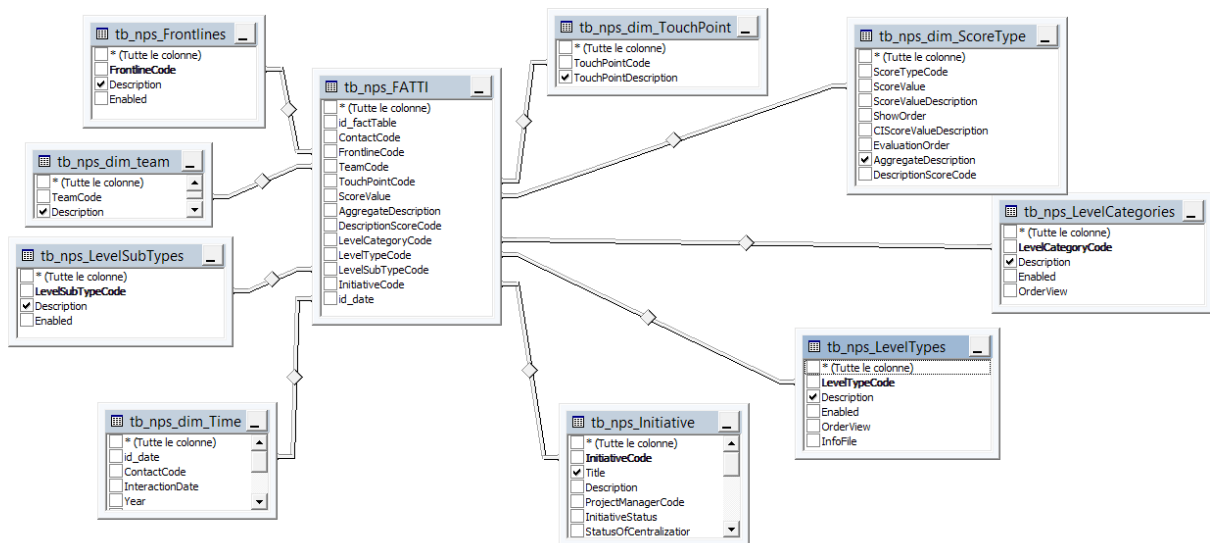 tb_nps_Frontlines
* (Tutte le colonne)
FrontlineCode
Description
Enabled
tb_nps_dim_team
* (Tutte le colonne)
TeamCode
Description
tb_nps_LevelSubTypes
* (Tutte le colonne)
LevelSubTypeCode
Description
Enabled
tb_nps_dim_Time
* (Tutte le colonne)
id_date
ContactCode
InteractionDate
Year
tb_nps_FATTI
* (Tutte le colonne)
id_factTable
ContactCode
FrontlineCode
TeamCode
TouchPointCode
ScoreValue
AggregateDescription
DescriptionScoreCode
LevelCategoryCode
LevelTypeCode
LevelSubTypeCode
InitiativeCode
id_date
tb_nps_dim_TouchPoint
* (Tutte le colonne)
TouchPointCode
TouchPointDescription
tb_nps_Initiative
* (Tutte le colonne)
InitiativeCode
Title
Description
ProjectManagerCode
InitiativeStatus
StatusOfCentralization
tb_nps_dim_ScoreType
* (Tutte le colonne)
ScoreTypeCode
ScoreValue
ScoreValueDescription
ShowOrder
CIScoreValueDescription
EvaluationOrder
AggregateDescription
DescriptionScoreCode
tb_nps_LevelCategories
* (Tutte le colonne)
LevelCategoryCode
Description
Enabled
OrderView
tb_nps_LevelTypes
* (Tutte le colonne)
LevelTypeCode
Description
Enabled
OrderView
InfoFile